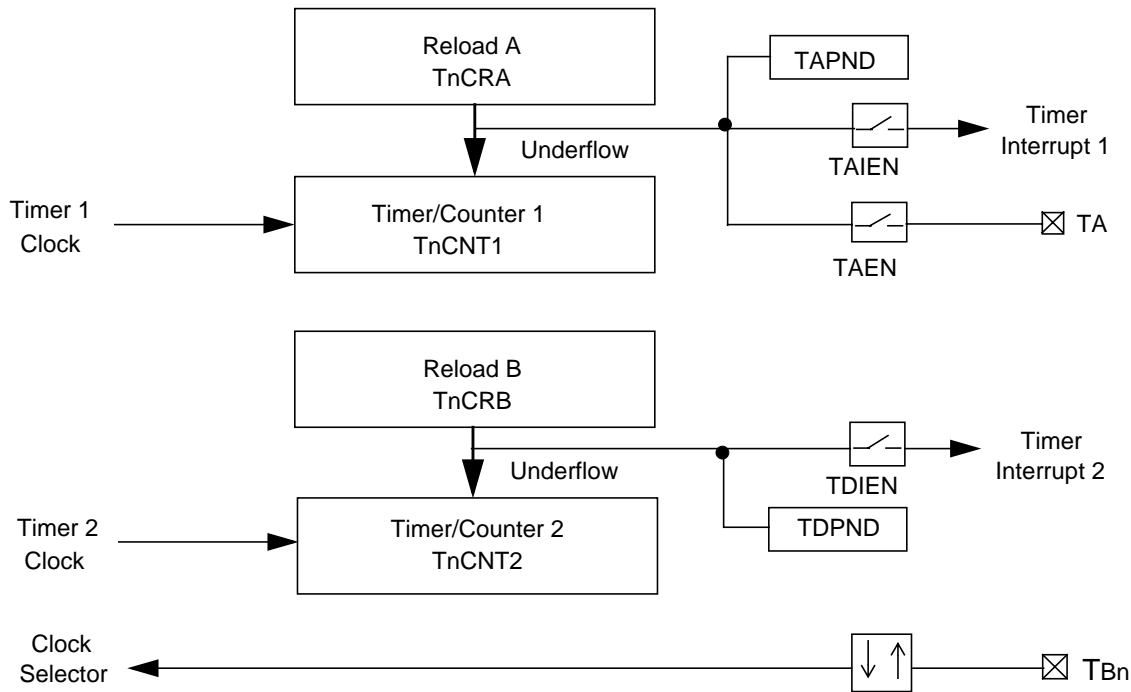 Reload A
TnCRA
TAPND
Underflow
TAIEN
Timer
Interrupt 1
Timer 1
Clock
Timer/Counter 1
TnCNT1
TAEN
TA
Reload B
TnCRB
Underflow
TDIEN
Timer
Interrupt 2
TDPND
Timer 2
Clock
Timer/Counter 2
TnCNT2
Clock
Selector
TBn